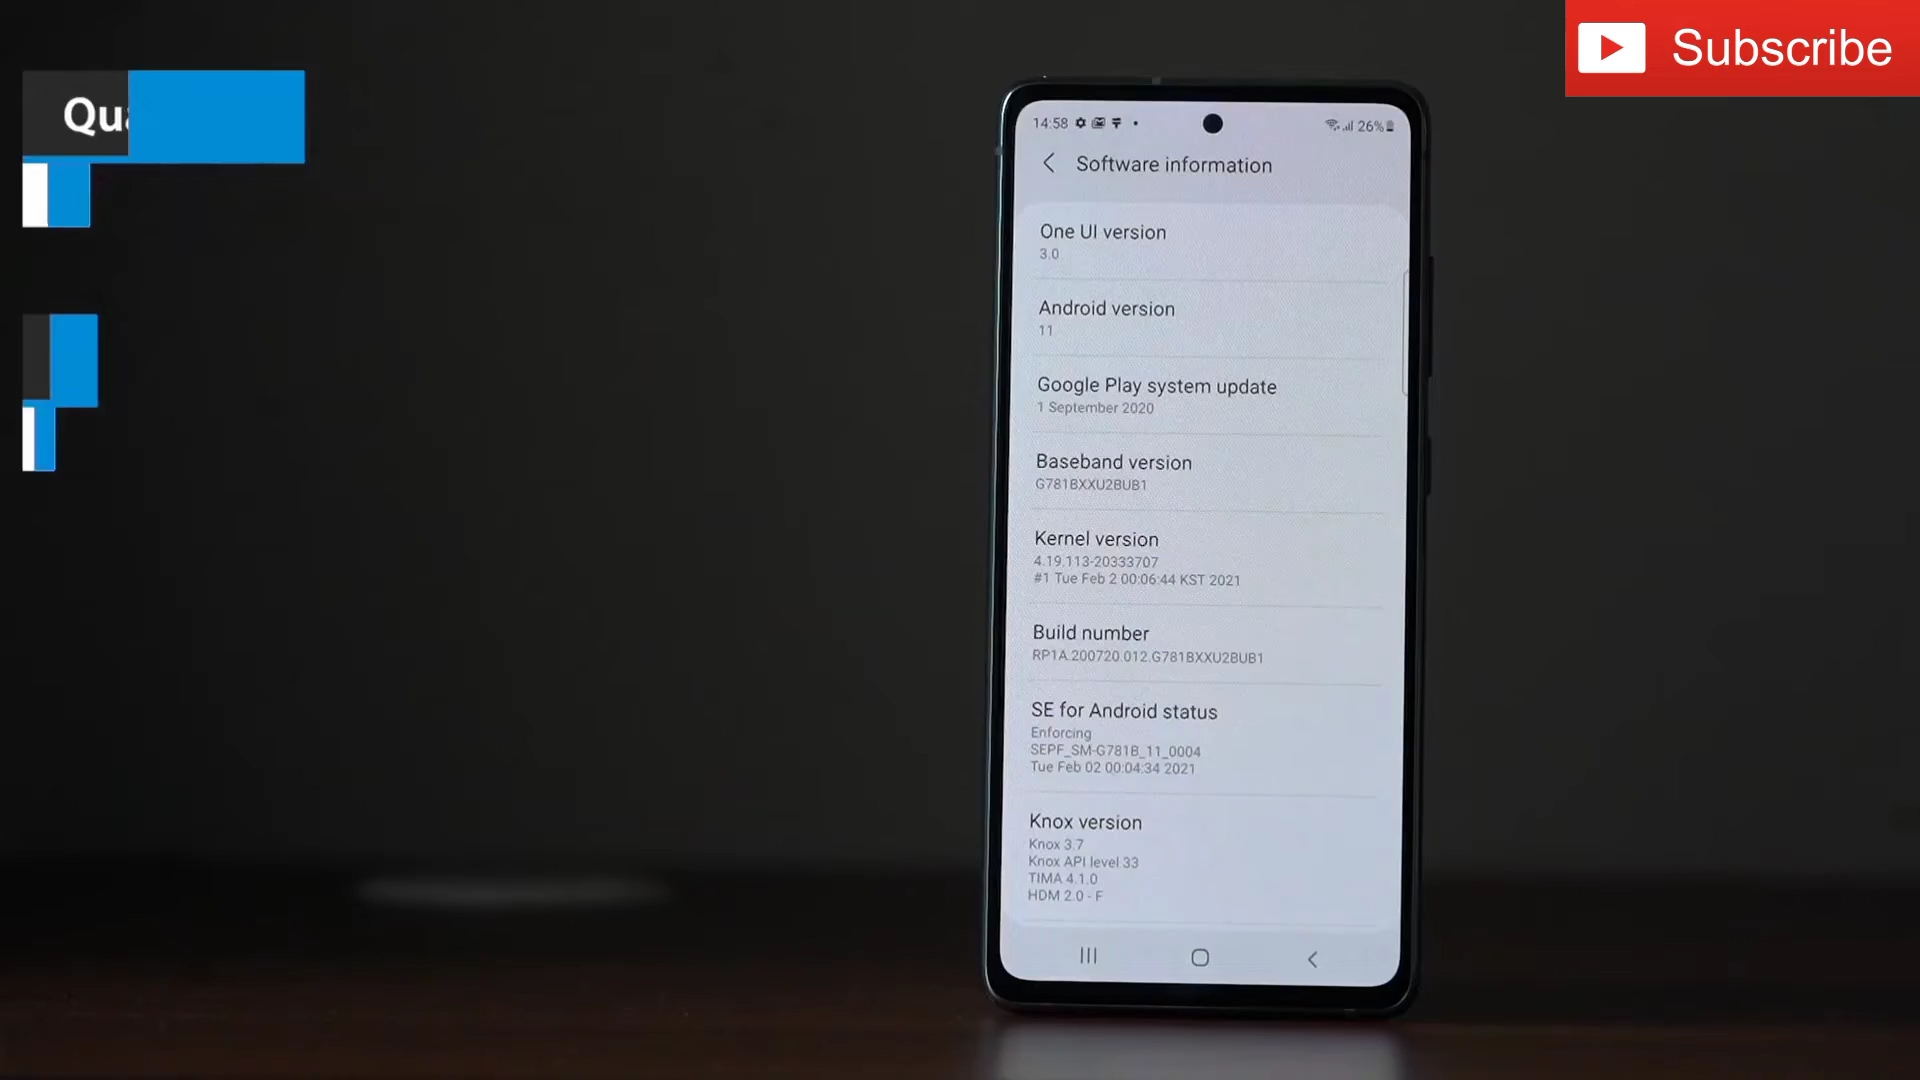 Subscribe
Qua
14:58
26%
Software information
One UI version
3.0
Android version
11
Google Play system update
1 September 2020
Baseband version
G781BXXU2BUB1
Kernel version
4.19.113-20333707
#1 Tue Feb 2 00:06:44 KST 2021
Build number
RP1A.200720.012.G781BXXU2BUB1
SE for Android status
Enforcing
SEPF_SM-G781B_11_0004
Tue Feb 02 00:04:34 2021
Knox version
Knox 3.7
Knox API level 33
TIMA 4.1.0
HDM 2.0 - F